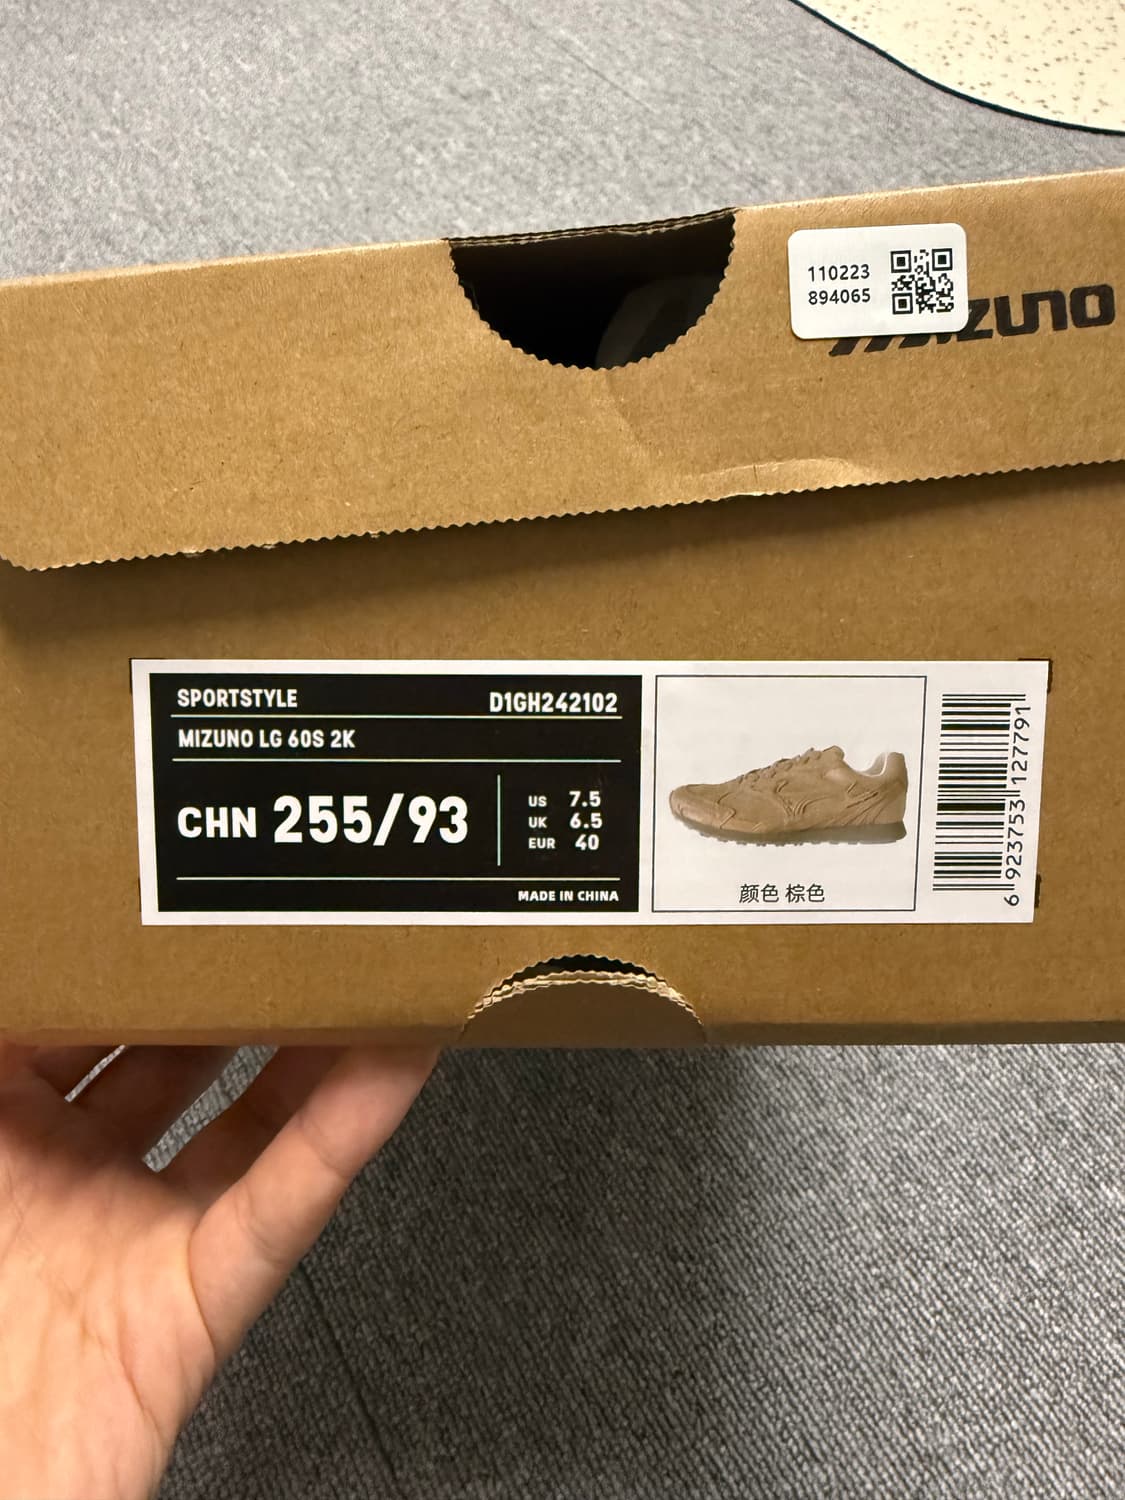 110223
894065
MIZUNO
SPORTSTYLE D1GH242102
MIZUNO LG 60S 2K
CHN 255/93
US 7.5
UK 6.5
EUR 40
MADE IN CHINA
颜色 棕色
6 923753 127791